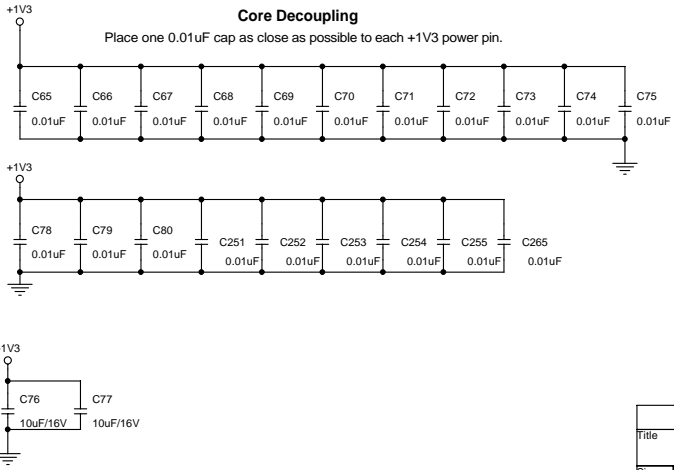 +1V3
Core Decoupling
Place one 0.01uF cap as close as possible to each +1V3 power pin.
C65 C66 C67 C68 C69 C70 C71 C72 C73 C74 C75
0.01uF 0.01uF 0.01uF 0.01uF 0.01uF 0.01uF 0.01uF 0.01uF 0.01uF 0.01uF 0.01uF
+1V3
C78 C79 C80 C251 C252 C253 C254 C255 C265
0.01uF 0.01uF 0.01uF 0.01uF 0.01uF 0.01uF 0.01uF 0.01uF 0.01uF
1V3
C76 C77
10uF/16V 10uF/16V
Title